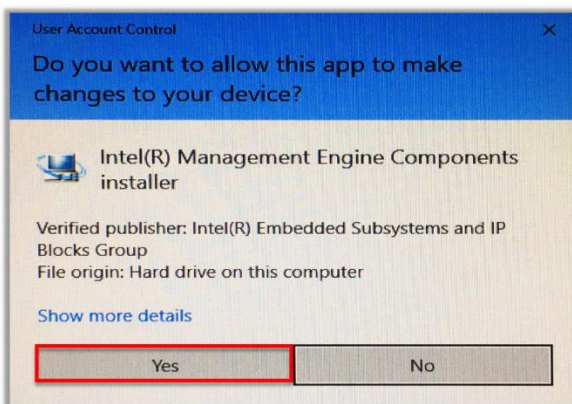 User Account Control
Do you want to allow this app to make
changes to your device?
Intel(R) Management Engine Components
installer
Verified publisher: Intel(R) Embedded Subsystems and IP
Blocks Group
File origin: Hard drive on this computer
Show more details
Yes
No